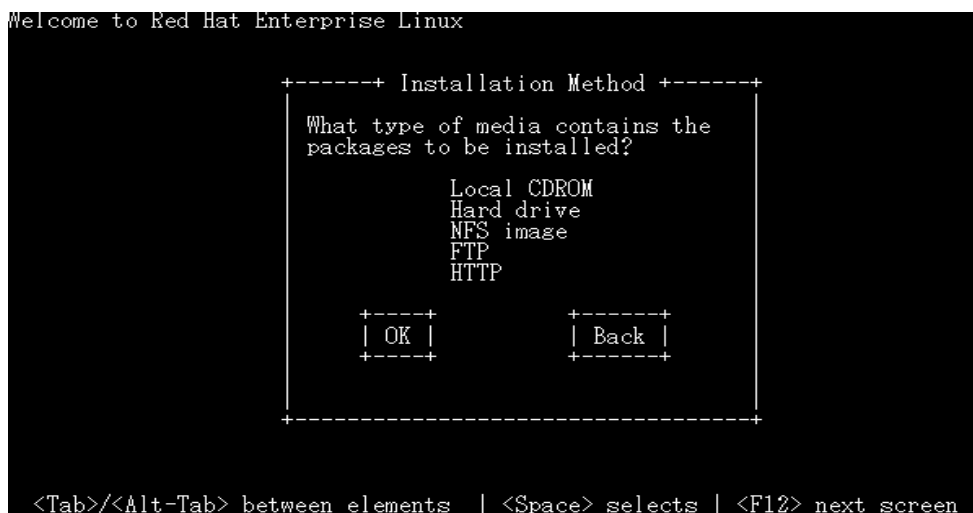 Welcome to Red Hat Enterprise Linux
+------+ Installation Method +------+
What type of media contains the
packages to be installed?
Local CDROM
Hard drive
NFS image
FTP
HTTP
OK Back
<Tab>/<Alt-Tab> between elements | <Space> selects | <F12> next screen